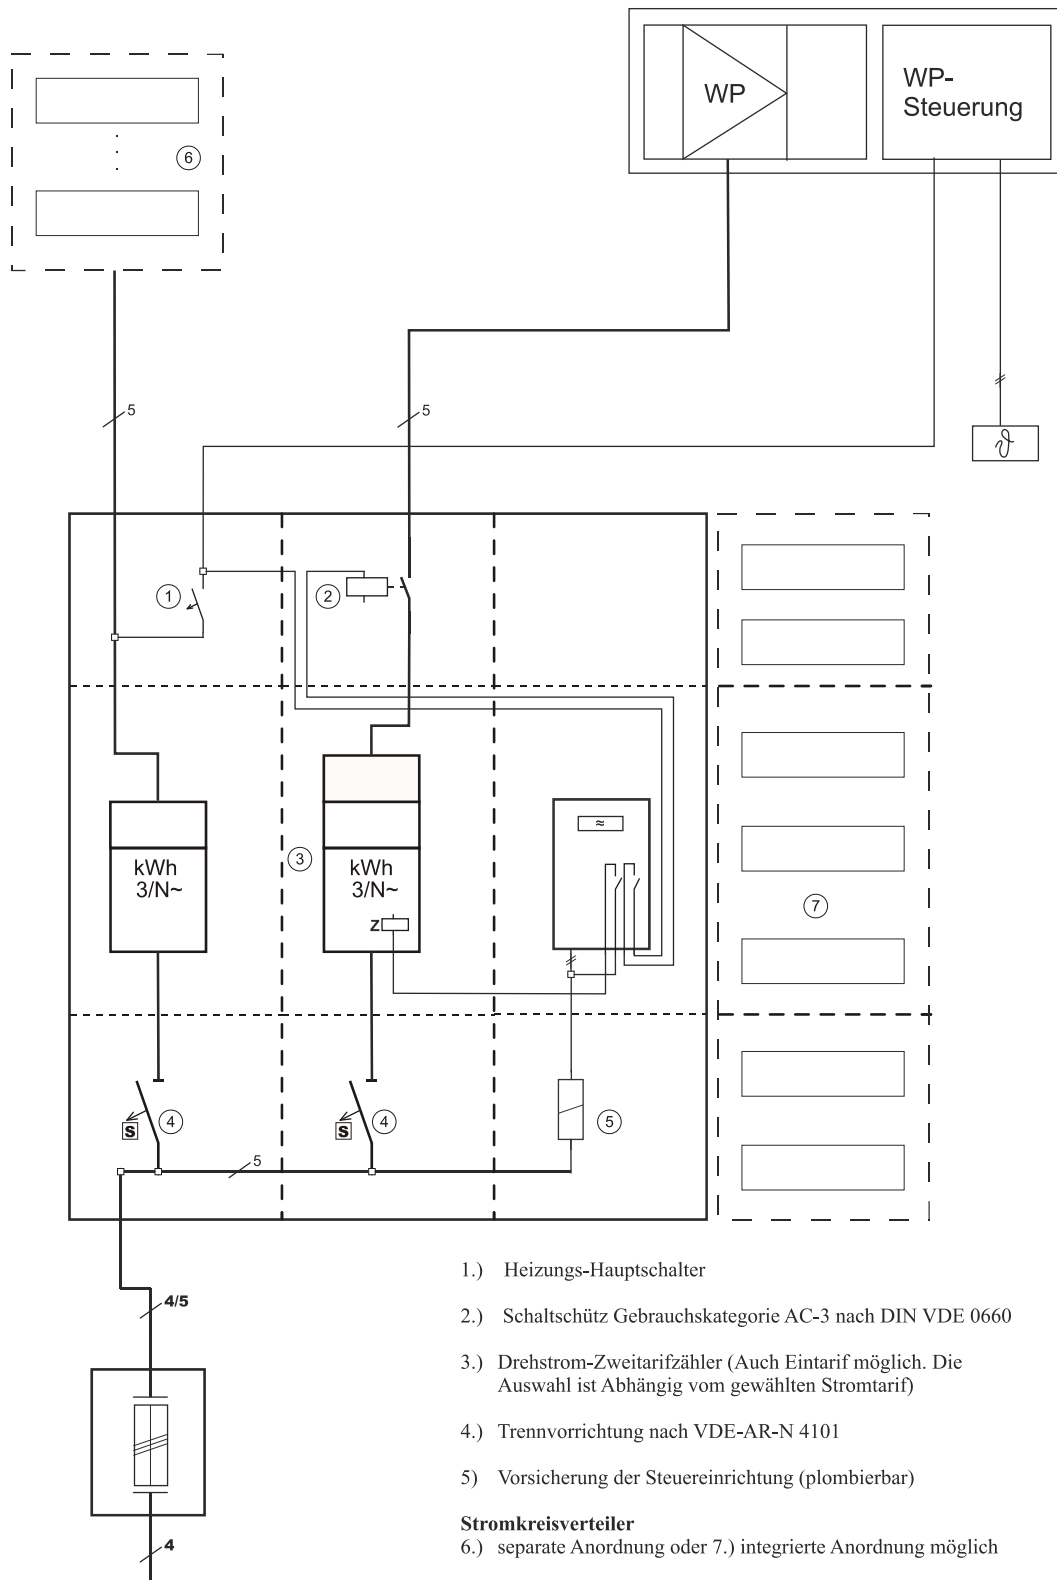 WP
WP-
Steuerung
6
5
5
ϑ
1
2
≈
kWh
3/N~
3
kWh
3/N~
Z
7
S
4
S
4
5
5
4/5
4
1.) Heizungs-Hauptschalter
2.) Schaltschütz Gebrauchskategorie AC-3 nach DIN VDE 0660
3.) Drehstrom-Zweitarifzähler (Auch Eintarif möglich. Die
Auswahl ist Abhängig vom gewählten Stromtarif)
4.) Trennvorrichtung nach VDE-AR-N 4101
5) Vorsicherung der Steuereinrichtung (plombierbar)
Stromkreisverteiler
6.) separate Anordnung oder 7.) integrierte Anordnung möglich